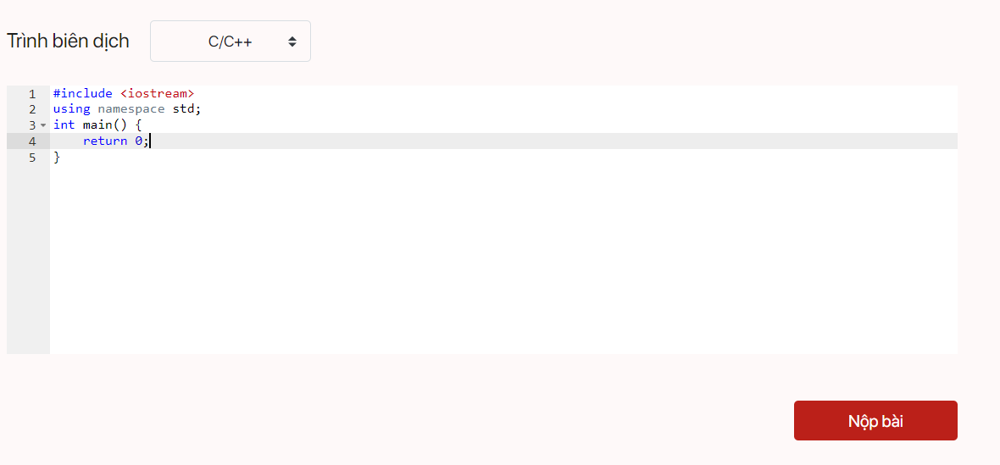 Trình biên dịch
C/C++
1 #include <iostream>
2 using namespace std;
3 int main() {
4     return 0;
5 }
Nộp bài